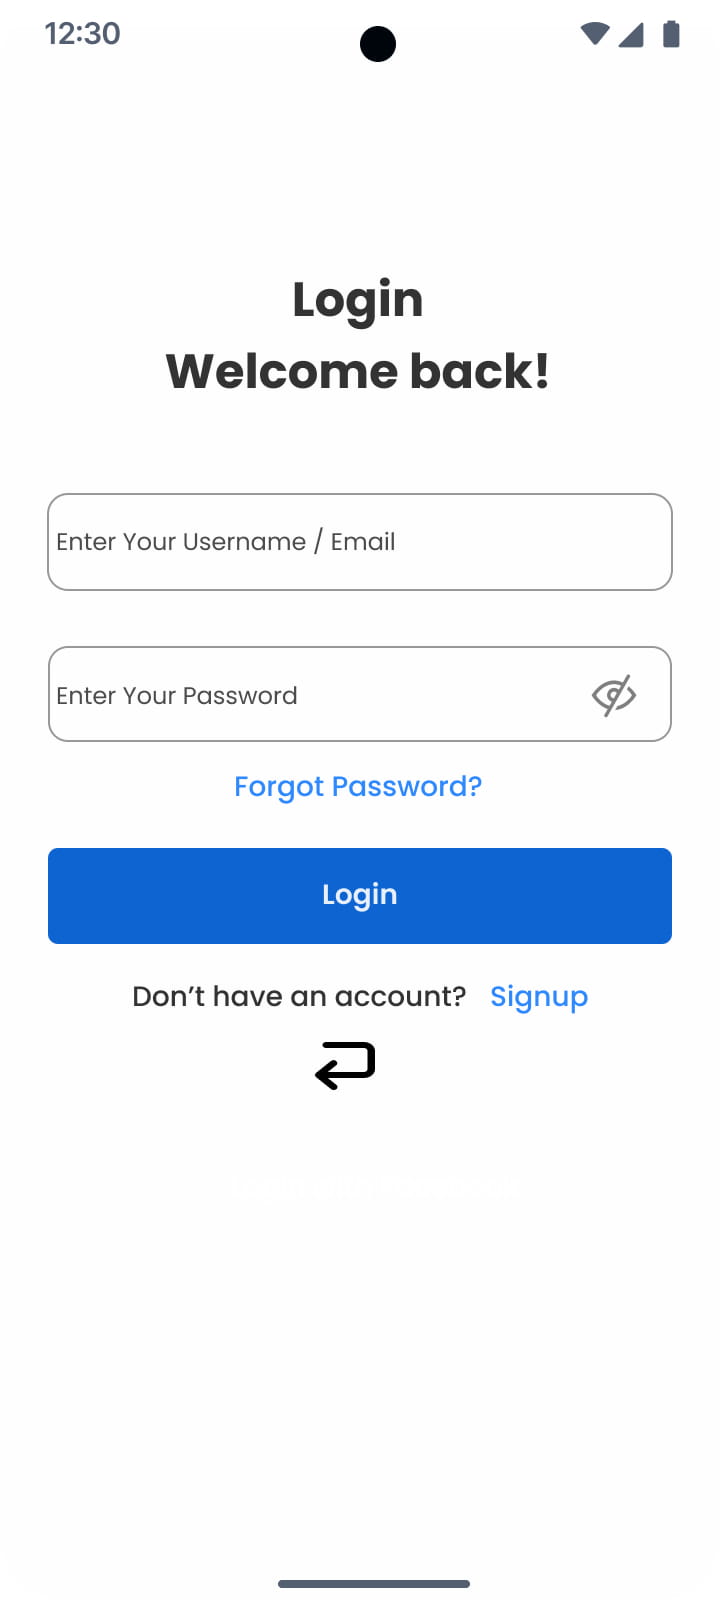 12:30
Login
Welcome back!
Enter Your Username / Email
Enter Your Password
Forgot Password?
Login
Don’t have an account? Signup